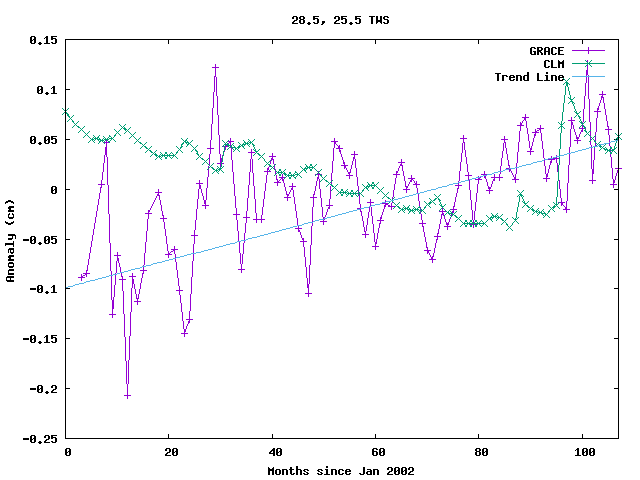 28.5, 25.5 TWS
GRACE
CLM
Trend Line
0.15
0.1
0.05
0
-0.05
-0.1
-0.15
-0.2
-0.25
Anomaly (cm)
0 20 40 60 80 100
Months since Jan 2002